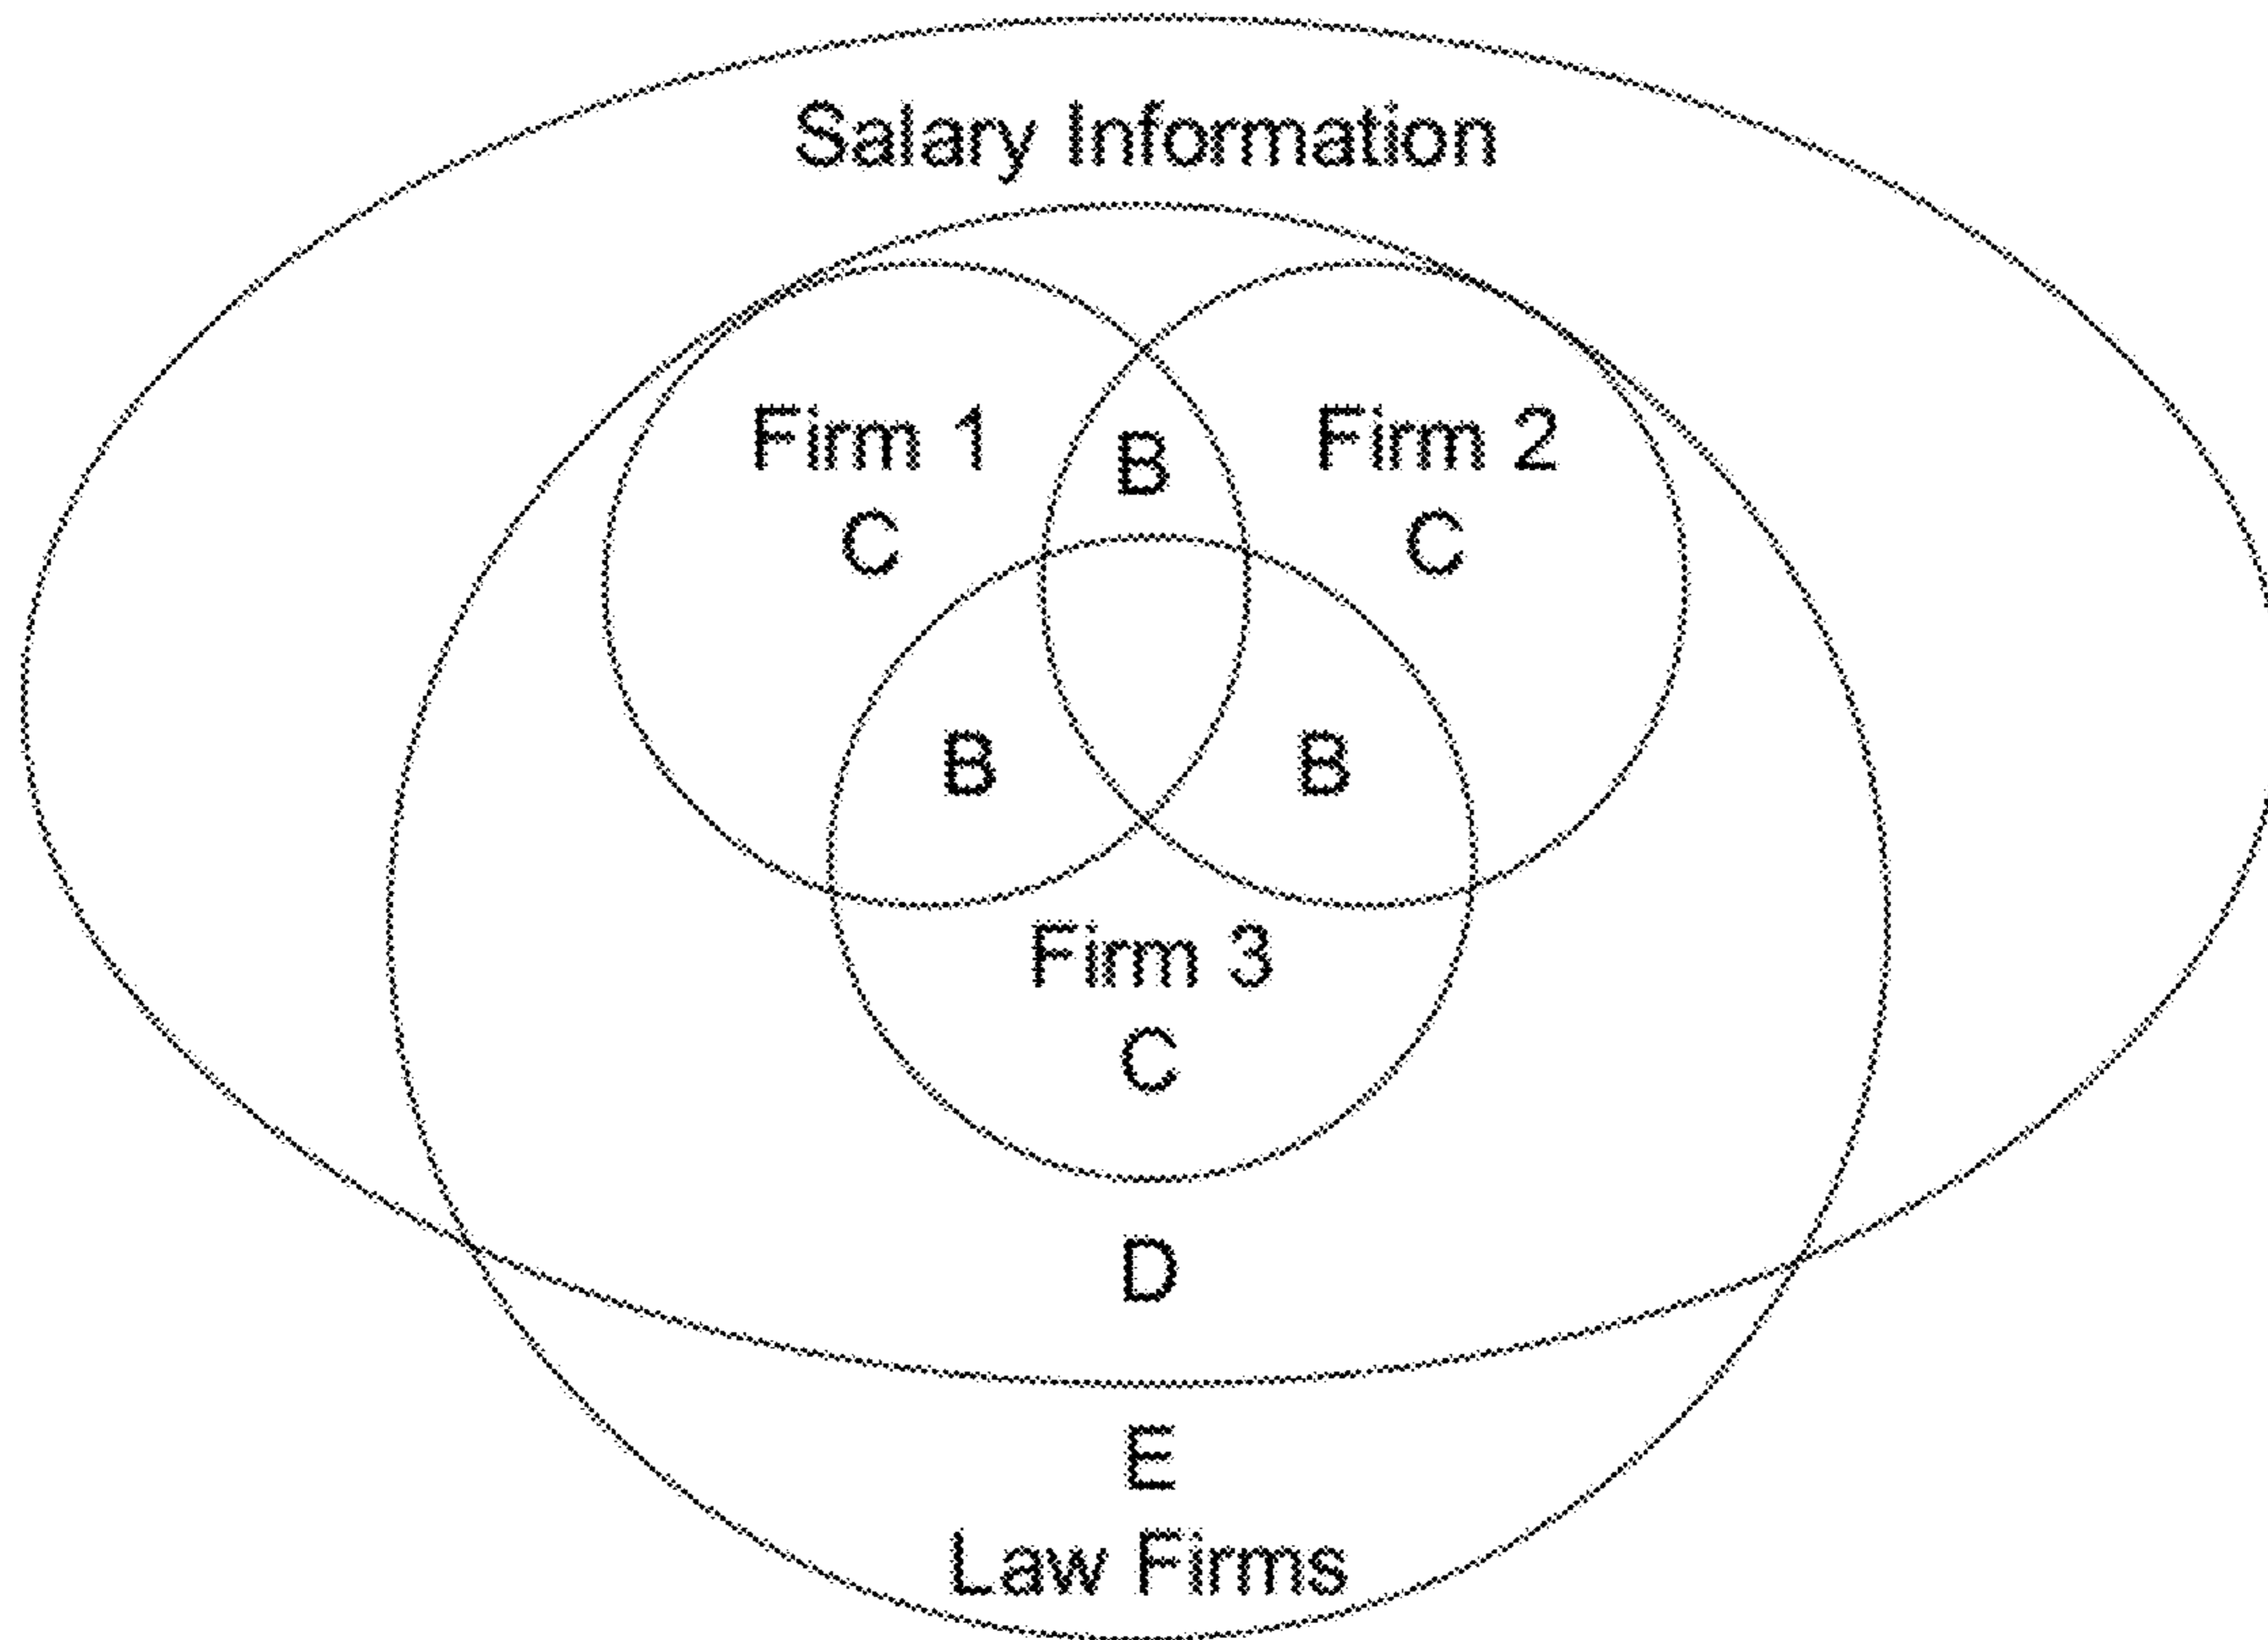 Salary Information
Firm 1
B
Firm 2
C
C
B
B
Firm 3
C
D
E
Law Firms